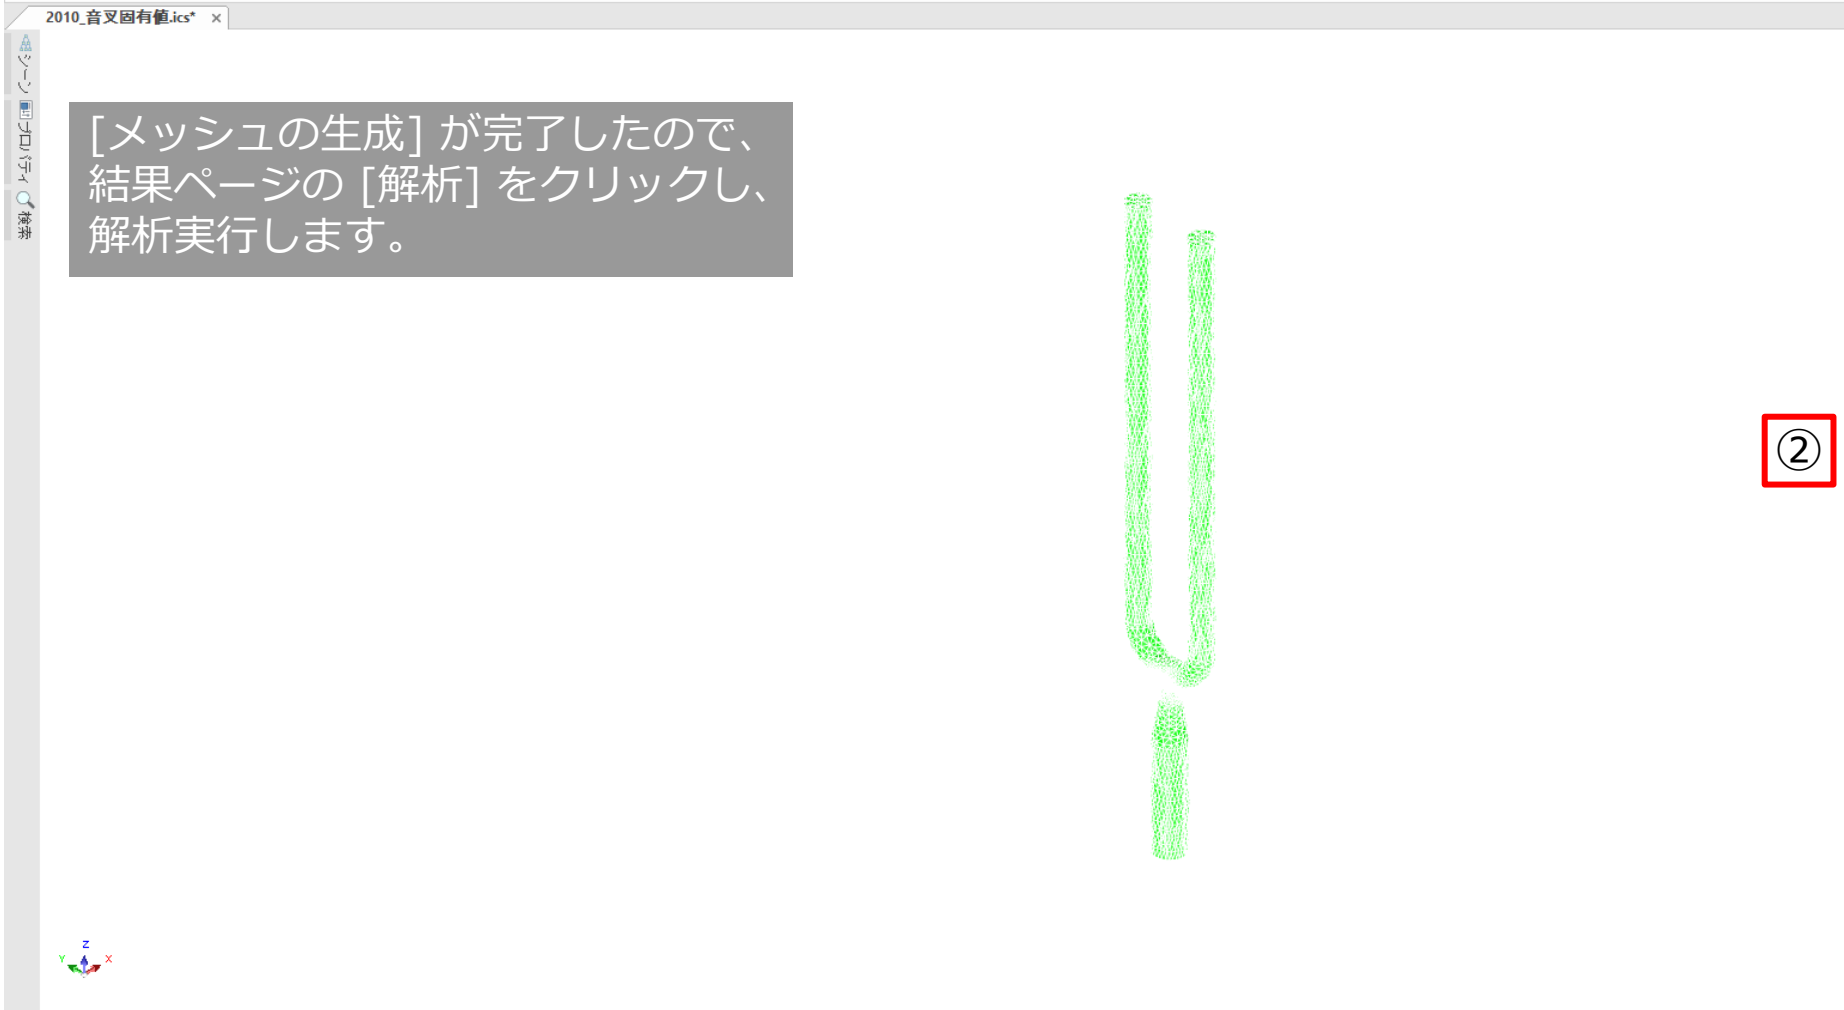 2010_音叉固有値.ics* ×
シーン
プロパティ
検索
[メッシュの生成] が完了したので、
結果ページの [解析] をクリックし、
解析実行します。
②
Z
Y
X